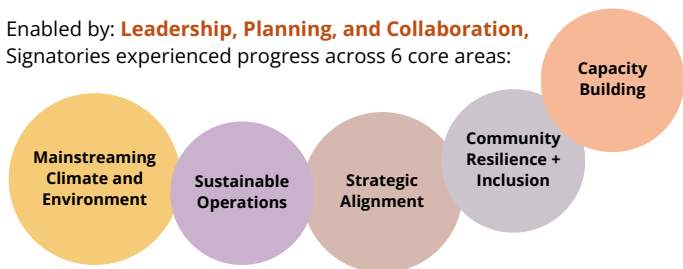 Enabled by: Leadership, Planning, and Collaboration,
Signatories experienced progress across 6 core areas:
Mainstreaming
Climate and
Environment
Sustainable
Operations
Strategic
Alignment
Community
Resilience +
Inclusion
Capacity
Building